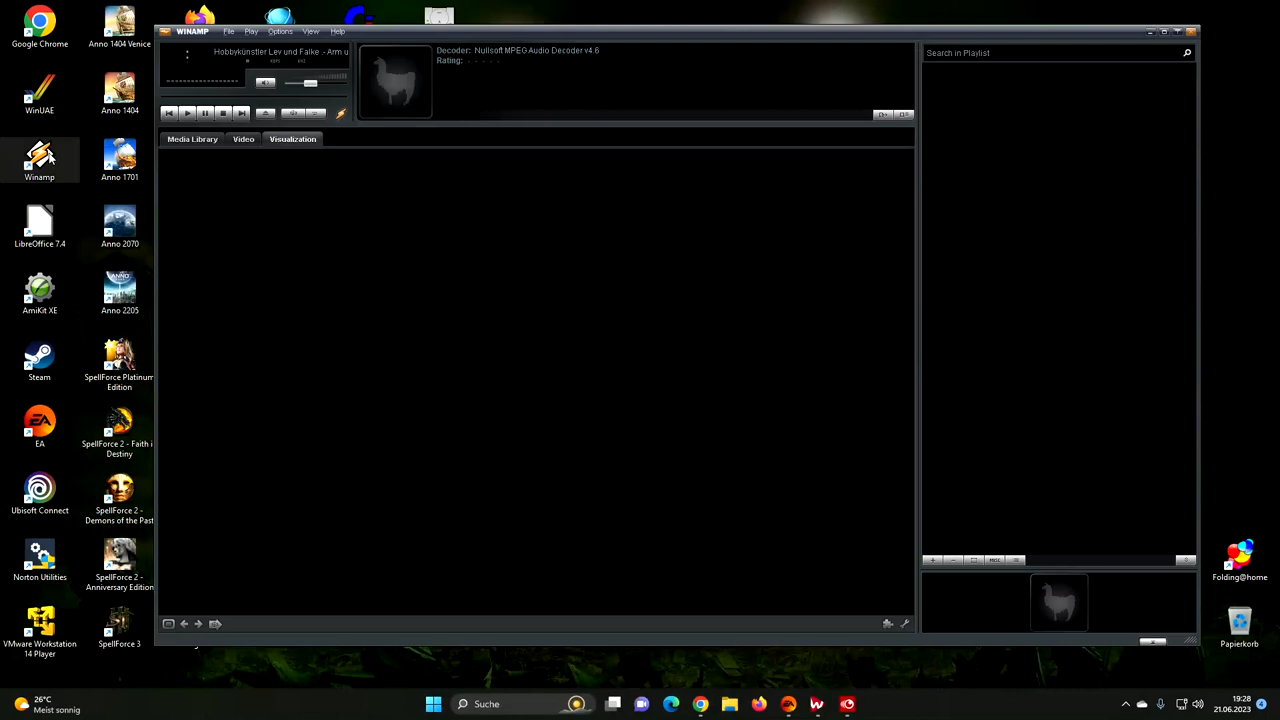 WINAMP File Play Options View Help
Hobbykünstler Lev und Falke .- Arm u
Decoder: Nullsoft MPEG Audio Decoder v4.6
Rating:
Search in Playlist
Media Library Video Visualization
MISC
Google Chrome
Anno 1404 Venice
WinUAE
Anno 1404
Winamp
Anno 1701
LibreOffice 7.4
Anno 2070
AmiKit XE
ANNO
Anno 2205
Steam
SpellForce Platinum
Edition
EA
EA
SpellForce 2 - Faith i
Destiny
Ubisoft Connect
SpellForce 2 -
Demons of the Past
Norton Utilities
SpellForce 2 -
Anniversary Edition
VMware Workstation
14 Player
SpellForce 3
Folding@home
Papierkorb
26°C
Meist sonnig
Suche
19:28
21.06.2023
4